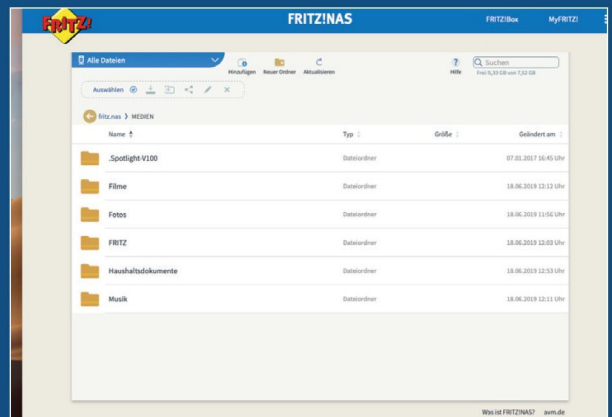 FRITZ!
FRITZ!NAS
FRITZ!Box
MyFRITZ!
Alle Dateien
Hinzufügen
Neuer Ordner
Aktualisieren
Hilfe
Suchen
Frei: 0,20 GB von 7,52 GB
Auswählen
fritz.nas > MEDIEN
Name Typ Größe Geändert am
.Spotlight-V100 Dateiordner 07.01.2017 16:45 Uhr
Filme Dateiordner 18.06.2019 12:12 Uhr
Fotos Dateiordner 18.06.2019 11:56 Uhr
FRITZ Dateiordner 18.06.2019 12:03 Uhr
Haushaltsdokumente Dateiordner 18.06.2019 12:53 Uhr
Musik Dateiordner 18.06.2019 12:11 Uhr
Was ist FRITZ!NAS? avm.de